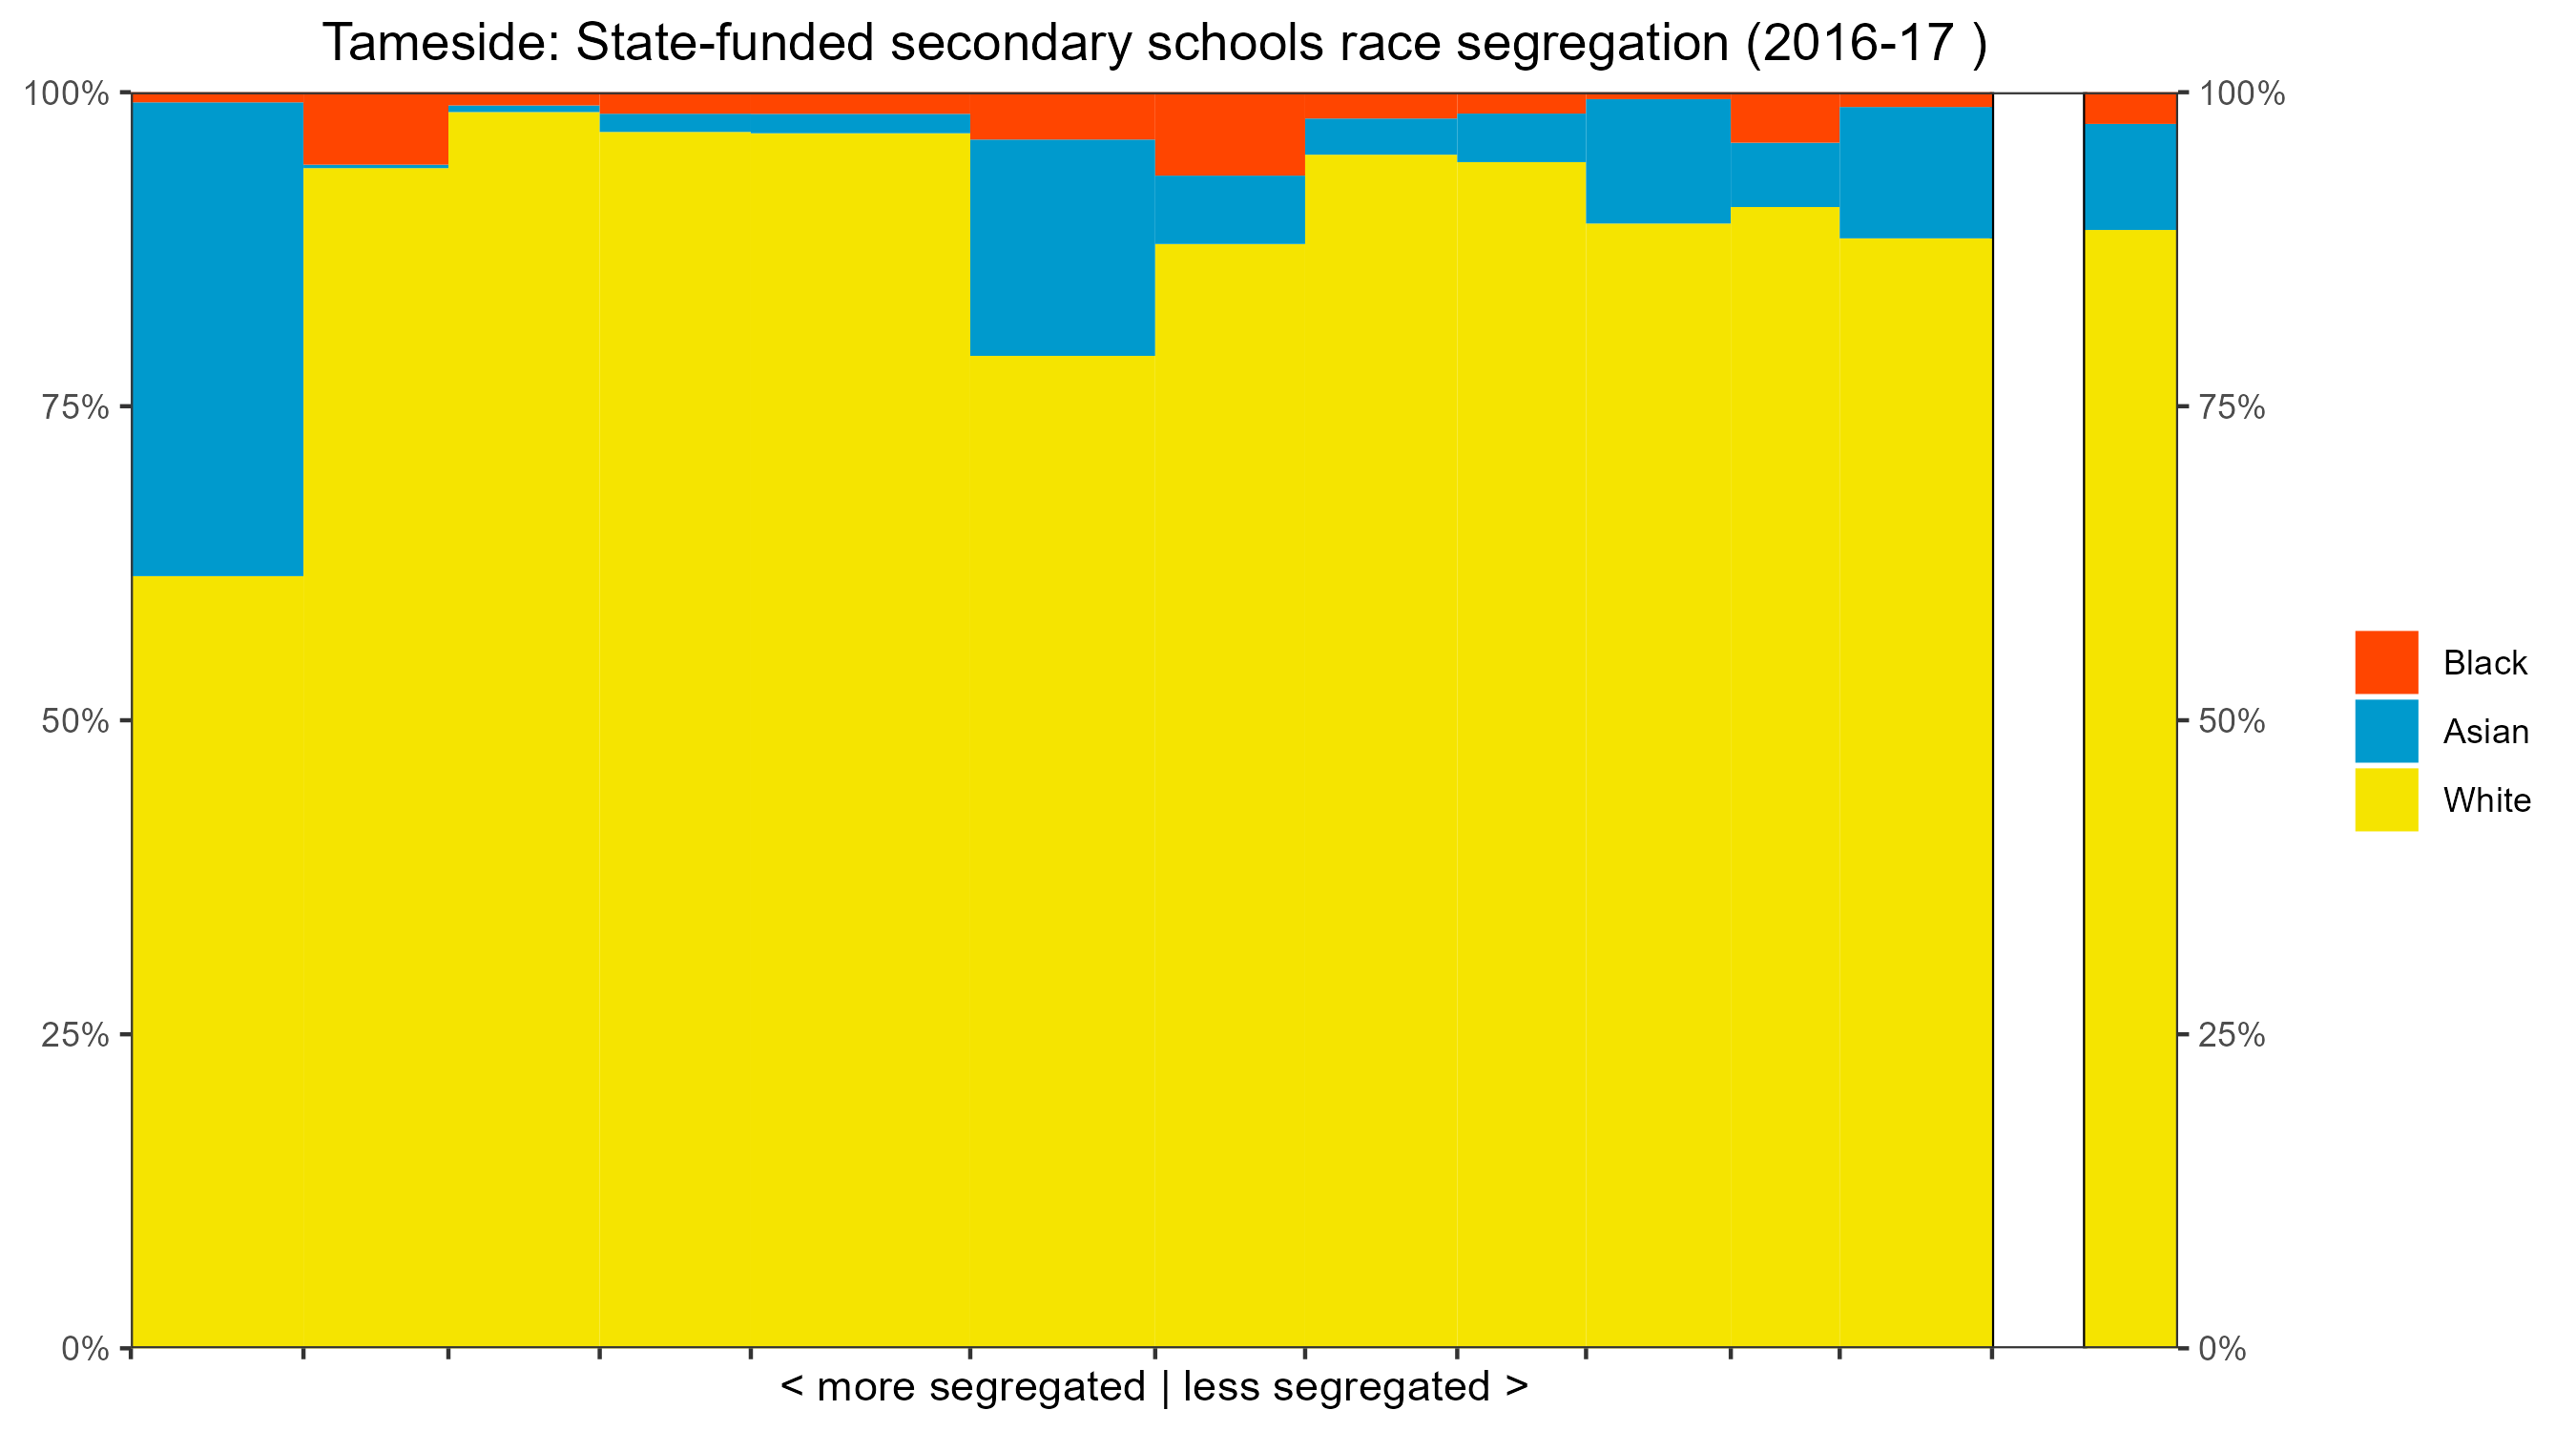 Tameside: State-funded secondary schools race segregation (2016-17 )
100%
75%
50%
25%
0%
100%
75%
50%
25%
0%
Black
Asian
White
< more segregated | less segregated >